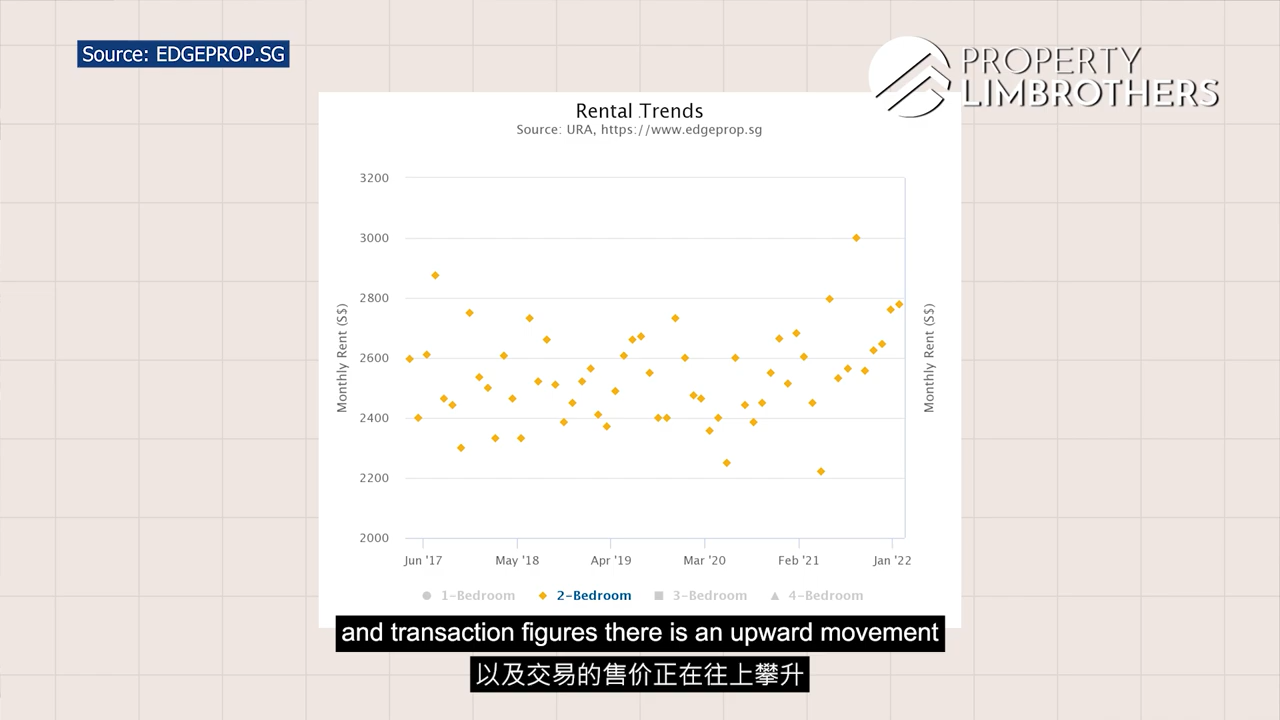 Source: EDGEPROP.SG
PROPERTY
LIMBROTHERS
Rental Trends
Source: URA, https://www.edgeprop.sg
3200
3000
2800
2600
2400
2200
2000
Monthly Rent (S$)
Monthly Rent (S$)
Jun '17 May '18 Apr '19 Mar '20 Feb '21 Jan '22
1-Bedroom 2-Bedroom 3-Bedroom 4-Bedroom
and transaction figures there is an upward movement
以及交易的售价正在往上攀升